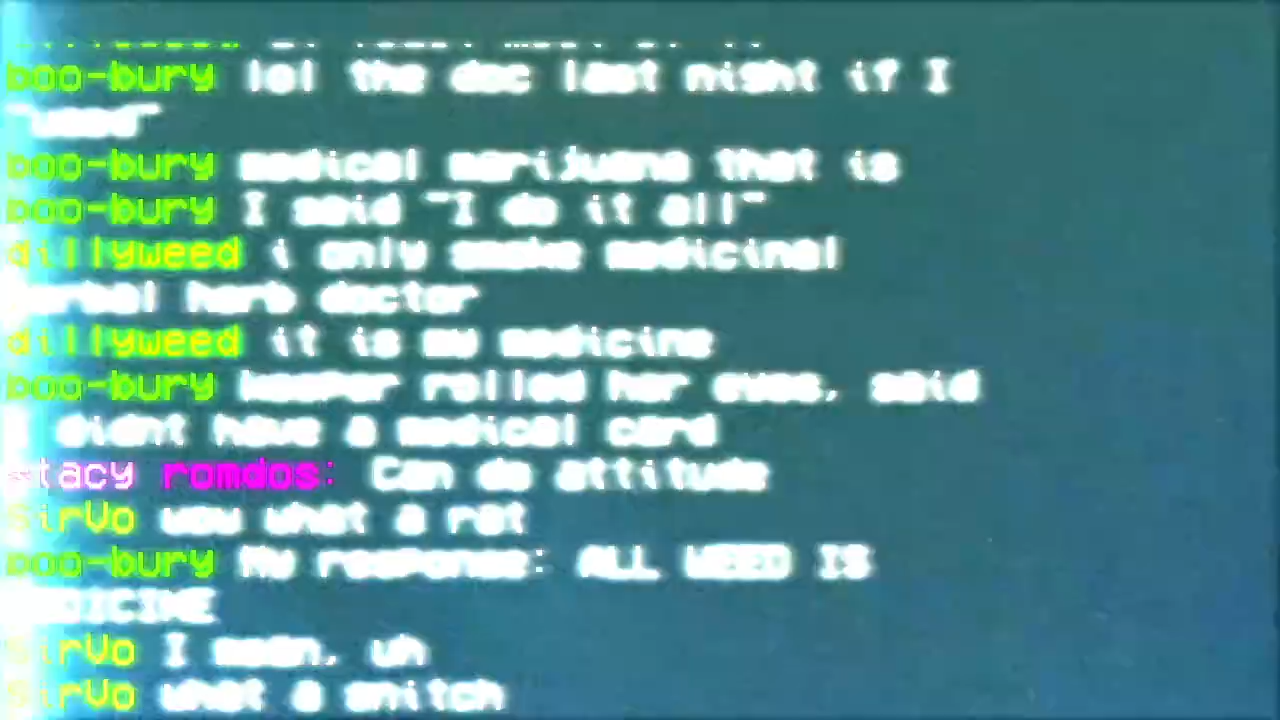 boo-bury lol the doc last night if I
"weed"
boo-bury medical marijuana that is
boo-bury I said "I do it all"
dillyweed i only smoke medicinal
herbal herb doctor
dillyweed it is my medicine
boo-bury keeper rolled her eyes, said
I didnt have a medical card
stacy romdos: Can do attitude
SirVo wow what a rat
boo-bury My response: ALL WEED IS
MEDICINE
SirVo I mean, uh
SirVo what a snitch